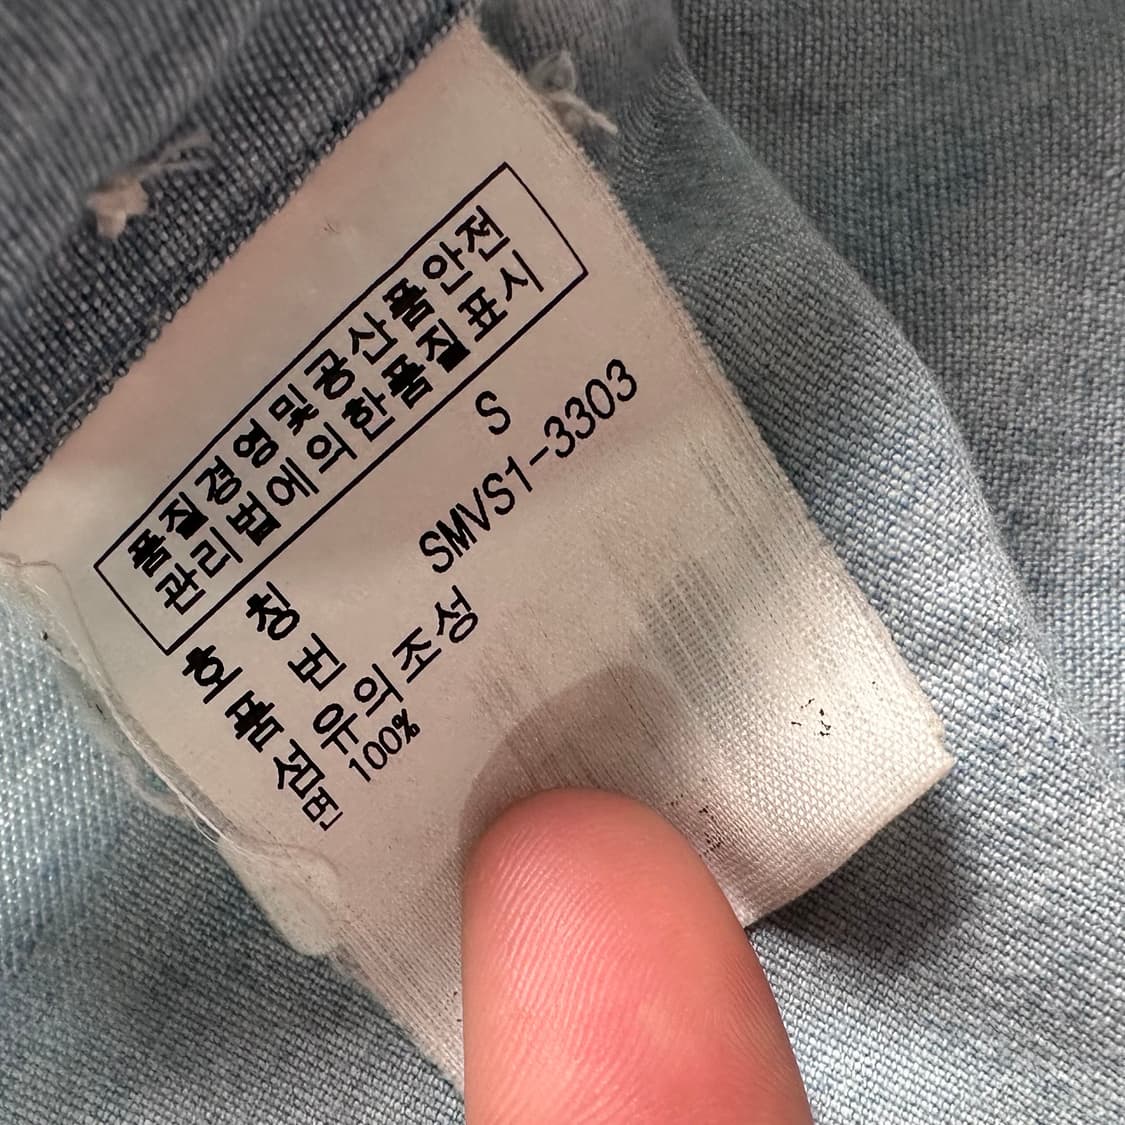 품질경영및공산품안전
관리법에의한품질표시
호칭 S
품번 SMVS1-3303
섬유의조성
면 100%